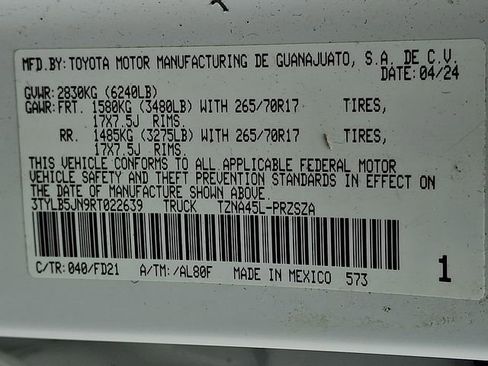 MFD.BY: TOYOTA MOTOR MANUFACTURING DE GUANAJUATO, S.A. DE C.V.
DATE: 04/24
GVWR: 2830KG (6240LB)
GAWR: FRT. 1580KG (3480LB) WITH 265/70R17 TIRES,
17X7.5J RIMS.
RR. 1485KG (3275LB) WITH 265/70R17 TIRES,
17X7.5J RIMS.
THIS VEHICLE CONFORMS TO ALL APPLICABLE FEDERAL MOTOR
VEHICLE SAFETY AND THEFT PREVENTION STANDARDS IN EFFECT ON
THE DATE OF MANUFACTURE SHOWN ABOVE.
3TYLB5JN9RT022639 TRUCK TZNA45L-PRZSZA
C/TR: 040/FD21 A/TM: /AL80F MADE IN MEXICO 573 1